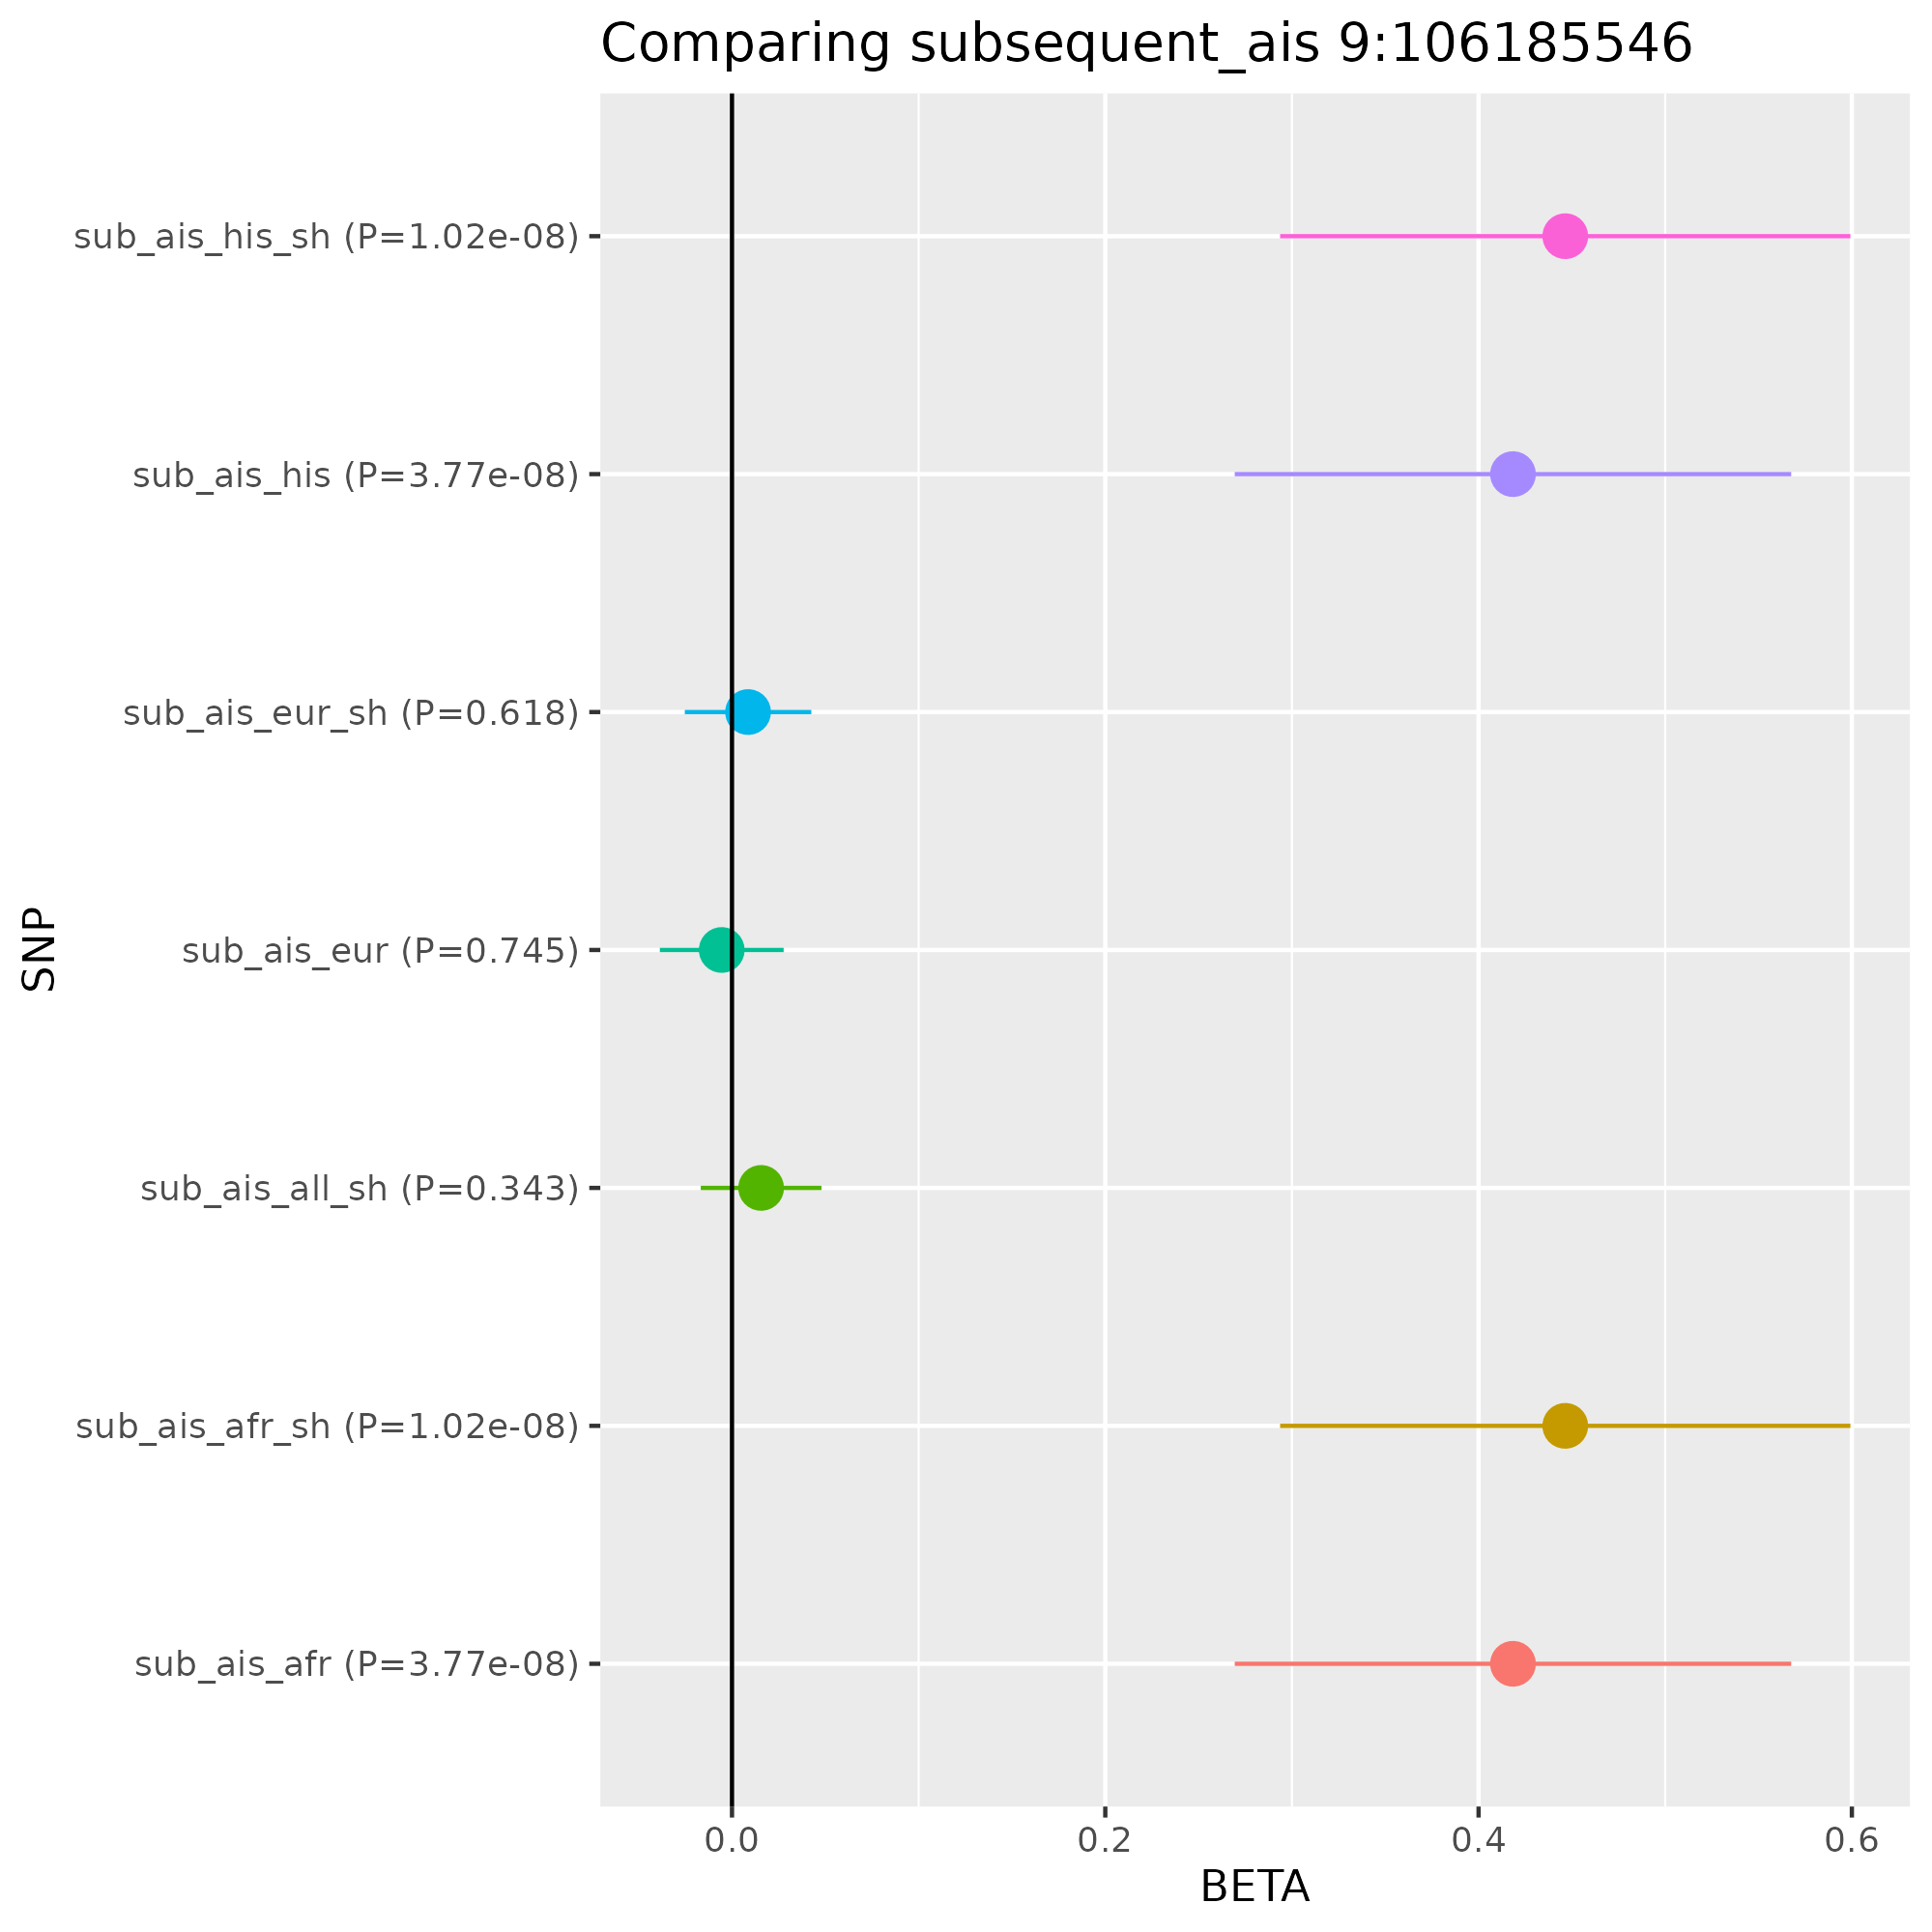 Comparing subsequent_ais 9:106185546
sub_ais_his_sh (P=1.02e-08)
sub_ais_his (P=3.77e-08)
sub_ais_eur_sh (P=0.618)
sub_ais_eur (P=0.745)
sub_ais_all_sh (P=0.343)
sub_ais_afr_sh (P=1.02e-08)
sub_ais_afr (P=3.77e-08)
SNP
0.0 0.2 0.4 0.6
BETA